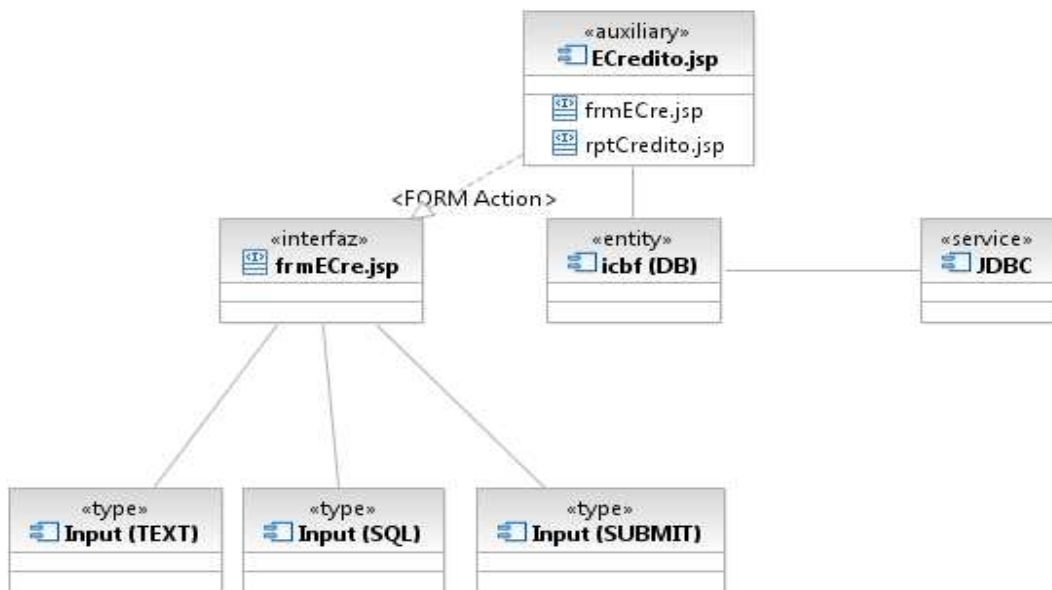 «auxiliary»
ECredito.jsp
frmECre.jsp
rptCredito.jsp
<FORM Action>
«interfaz»
frmECre.jsp
«entity»
icbf (DB)
«service»
JDBC
«type»
Input (TEXT)
«type»
Input (SQL)
«type»
Input (SUBMIT)